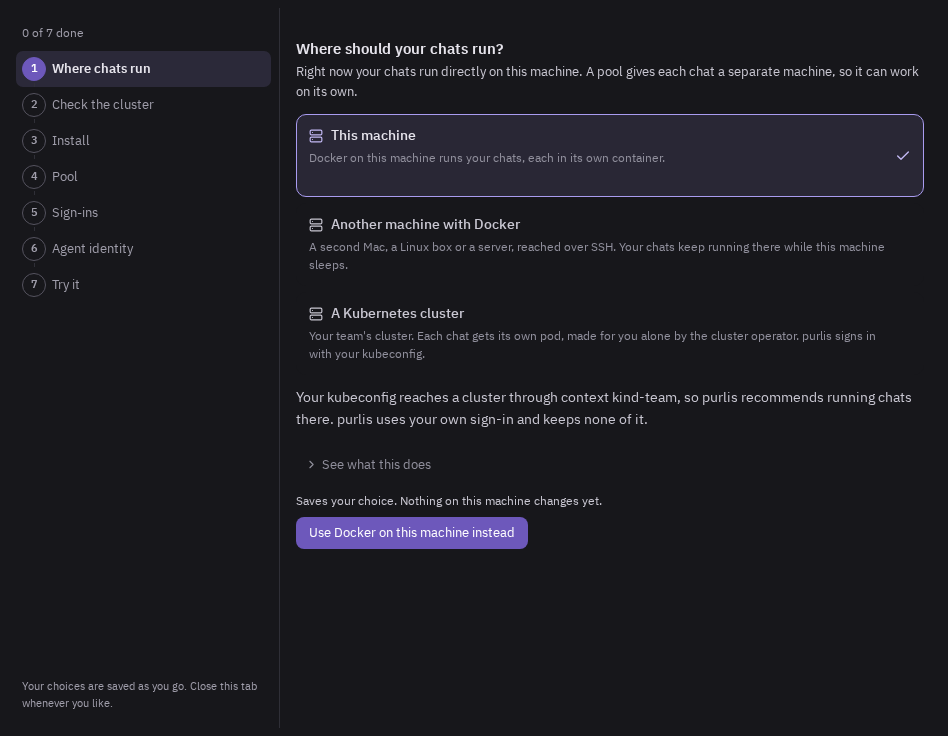 0 of 7 done
1 Where chats run
2 Check the cluster
3 Install
4 Pool
5 Sign-ins
6 Agent identity
7 Try it
Your choices are saved as you go. Close this tab
whenever you like.
Where should your chats run?
Right now your chats run directly on this machine. A pool gives each chat a separate machine, so it can work
on its own.
This machine
Docker on this machine runs your chats, each in its own container.
Another machine with Docker
A second Mac, a Linux box or a server, reached over SSH. Your chats keep running there while this machine
sleeps.
A Kubernetes cluster
Your team's cluster. Each chat gets its own pod, made for you alone by the cluster operator. purlis signs in
with your kubeconfig.
Your kubeconfig reaches a cluster through context kind-team, so purlis recommends running chats
there. purlis uses your own sign-in and keeps none of it.
See what this does
Saves your choice. Nothing on this machine changes yet.
Use Docker on this machine instead